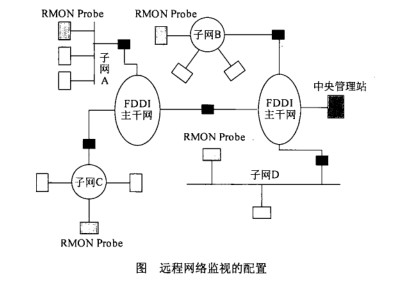 RMON Probe
RMON Probe
子网B
子
网
A
FDDI
主干网
FDDI
主干网
中央管理站
RMON Probe
子网C
子网D
RMON Probe
图 远程网络监视的配置